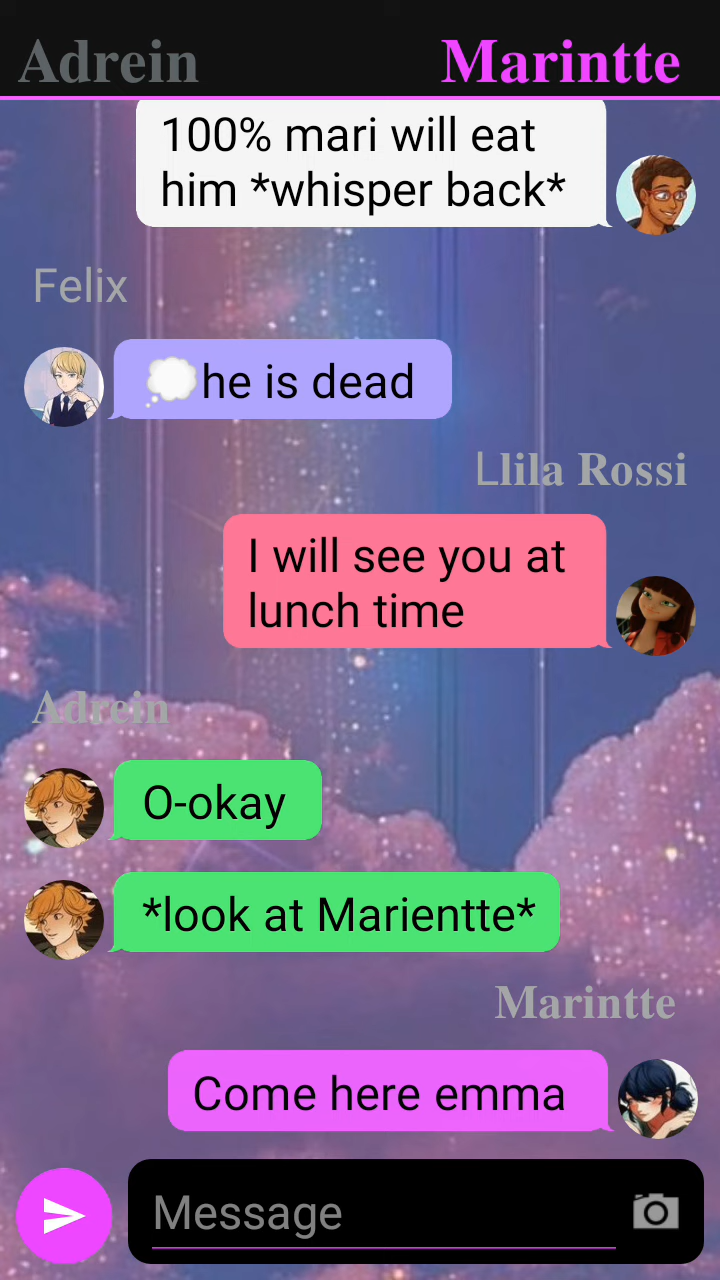 Adrein Marintte
100% mari will eat
him *whisper back*
Felix
💭he is dead
Llila Rossi
I will see you at
lunch time
Adrein
O-okay
*look at Marientte*
Marintte
Come here emma
Message